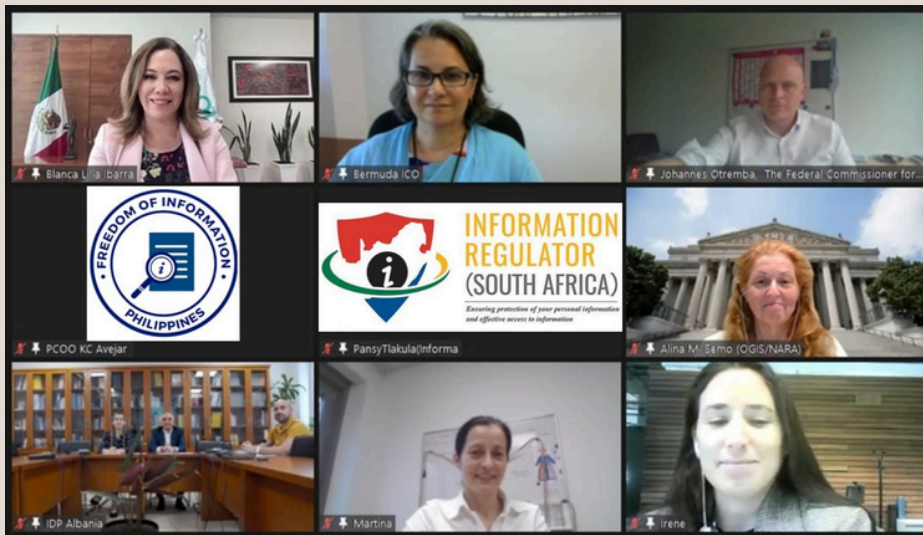 Blanca Lilia Ibarra
Bermuda ICO
Johannes Otremba, The Federal Commissioner for...
• FREEDOM OF INFORMATION •
PHILIPPINES
i
PCOO KC Avejar
i
INFORMATION
REGULATOR
(SOUTH AFRICA)
Ensuring protection of your personal information
and effective access to information
PansyTlakula(Informa
Alina M. Semo (OGIS/NARA)
IDP Albania
Martina
Irene